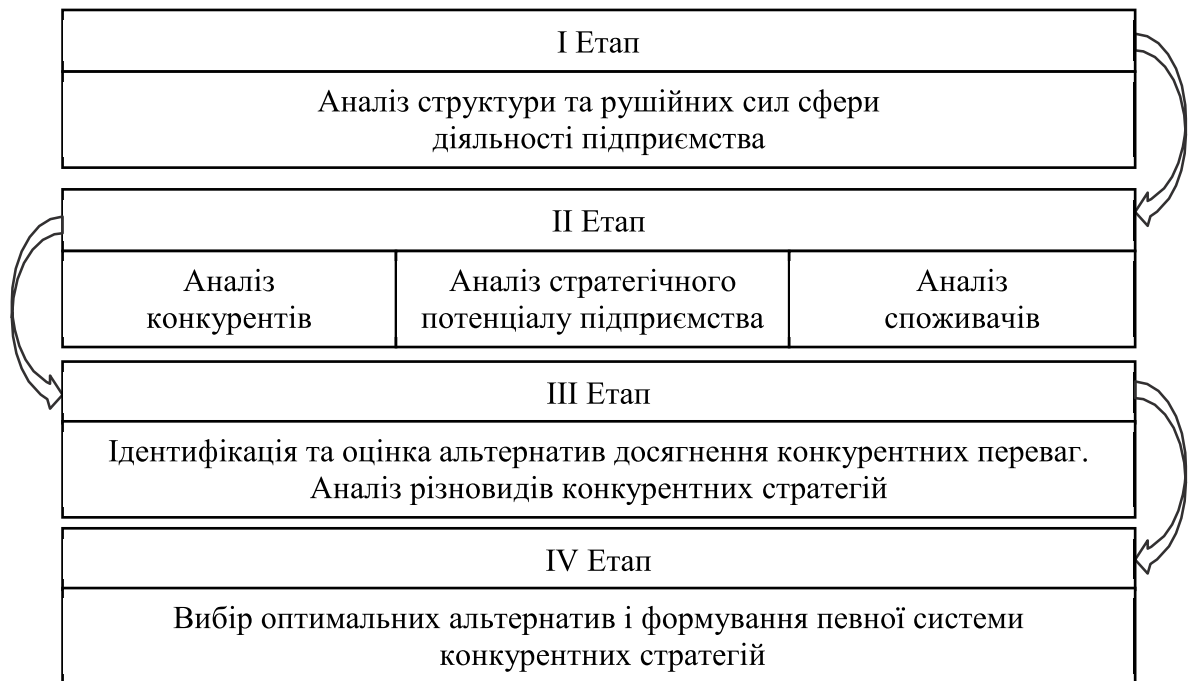 І Етап
Аналіз структури та рушійних сил сфери
діяльності підприємства
ІІ Етап
Аналіз
конкурентів
Аналіз стратегічного
потенціалу підприємства
Аналіз
споживачів
ІІІ Етап
Ідентифікація та оцінка альтернатив досягнення конкурентних переваг.
Аналіз різновидів конкурентних стратегій
IV Етап
Вибір оптимальних альтернатив і формування певної системи
конкурентних стратегій